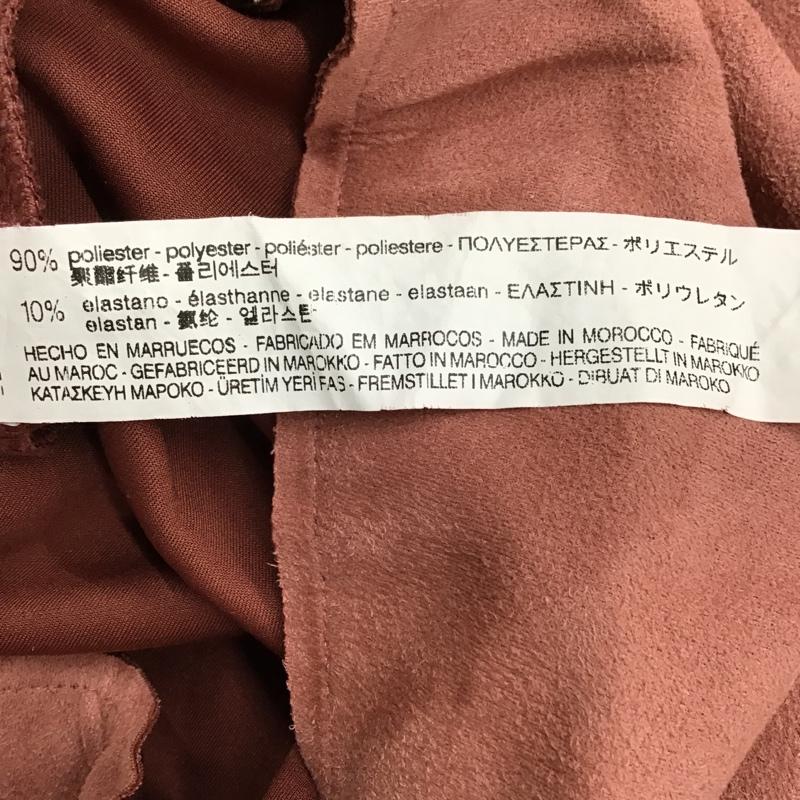 90% poliester - polyester - poliéster - poliestere - ΠΟΛΥΕΣΤΕΡΑΣ - ポリエステル
聚酯纤维 - 폴리에스터
10% elastano - élasthanne - elastane - elastaan - ΕΛΑΣΤΙΝΗ - ポリウレタン
elastan - 氨纶 - 엘라스탄
HECHO EN MARRUECOS - FABRICADO EM MARROCOS - MADE IN MOROCCO - FABRIQUÉ
AU MAROC - GEFABRICEERD IN MAROKKO - FATTO IN MAROCCO - HERGESTELLT IN MAROKKO
ΚΑΤΑΣΚΕΥΗ ΜΑΡΟΚΟ - ÜRETİM YERİ FAS - FREMSTILLET I MAROKKO - DIBUAT DI MAROKO